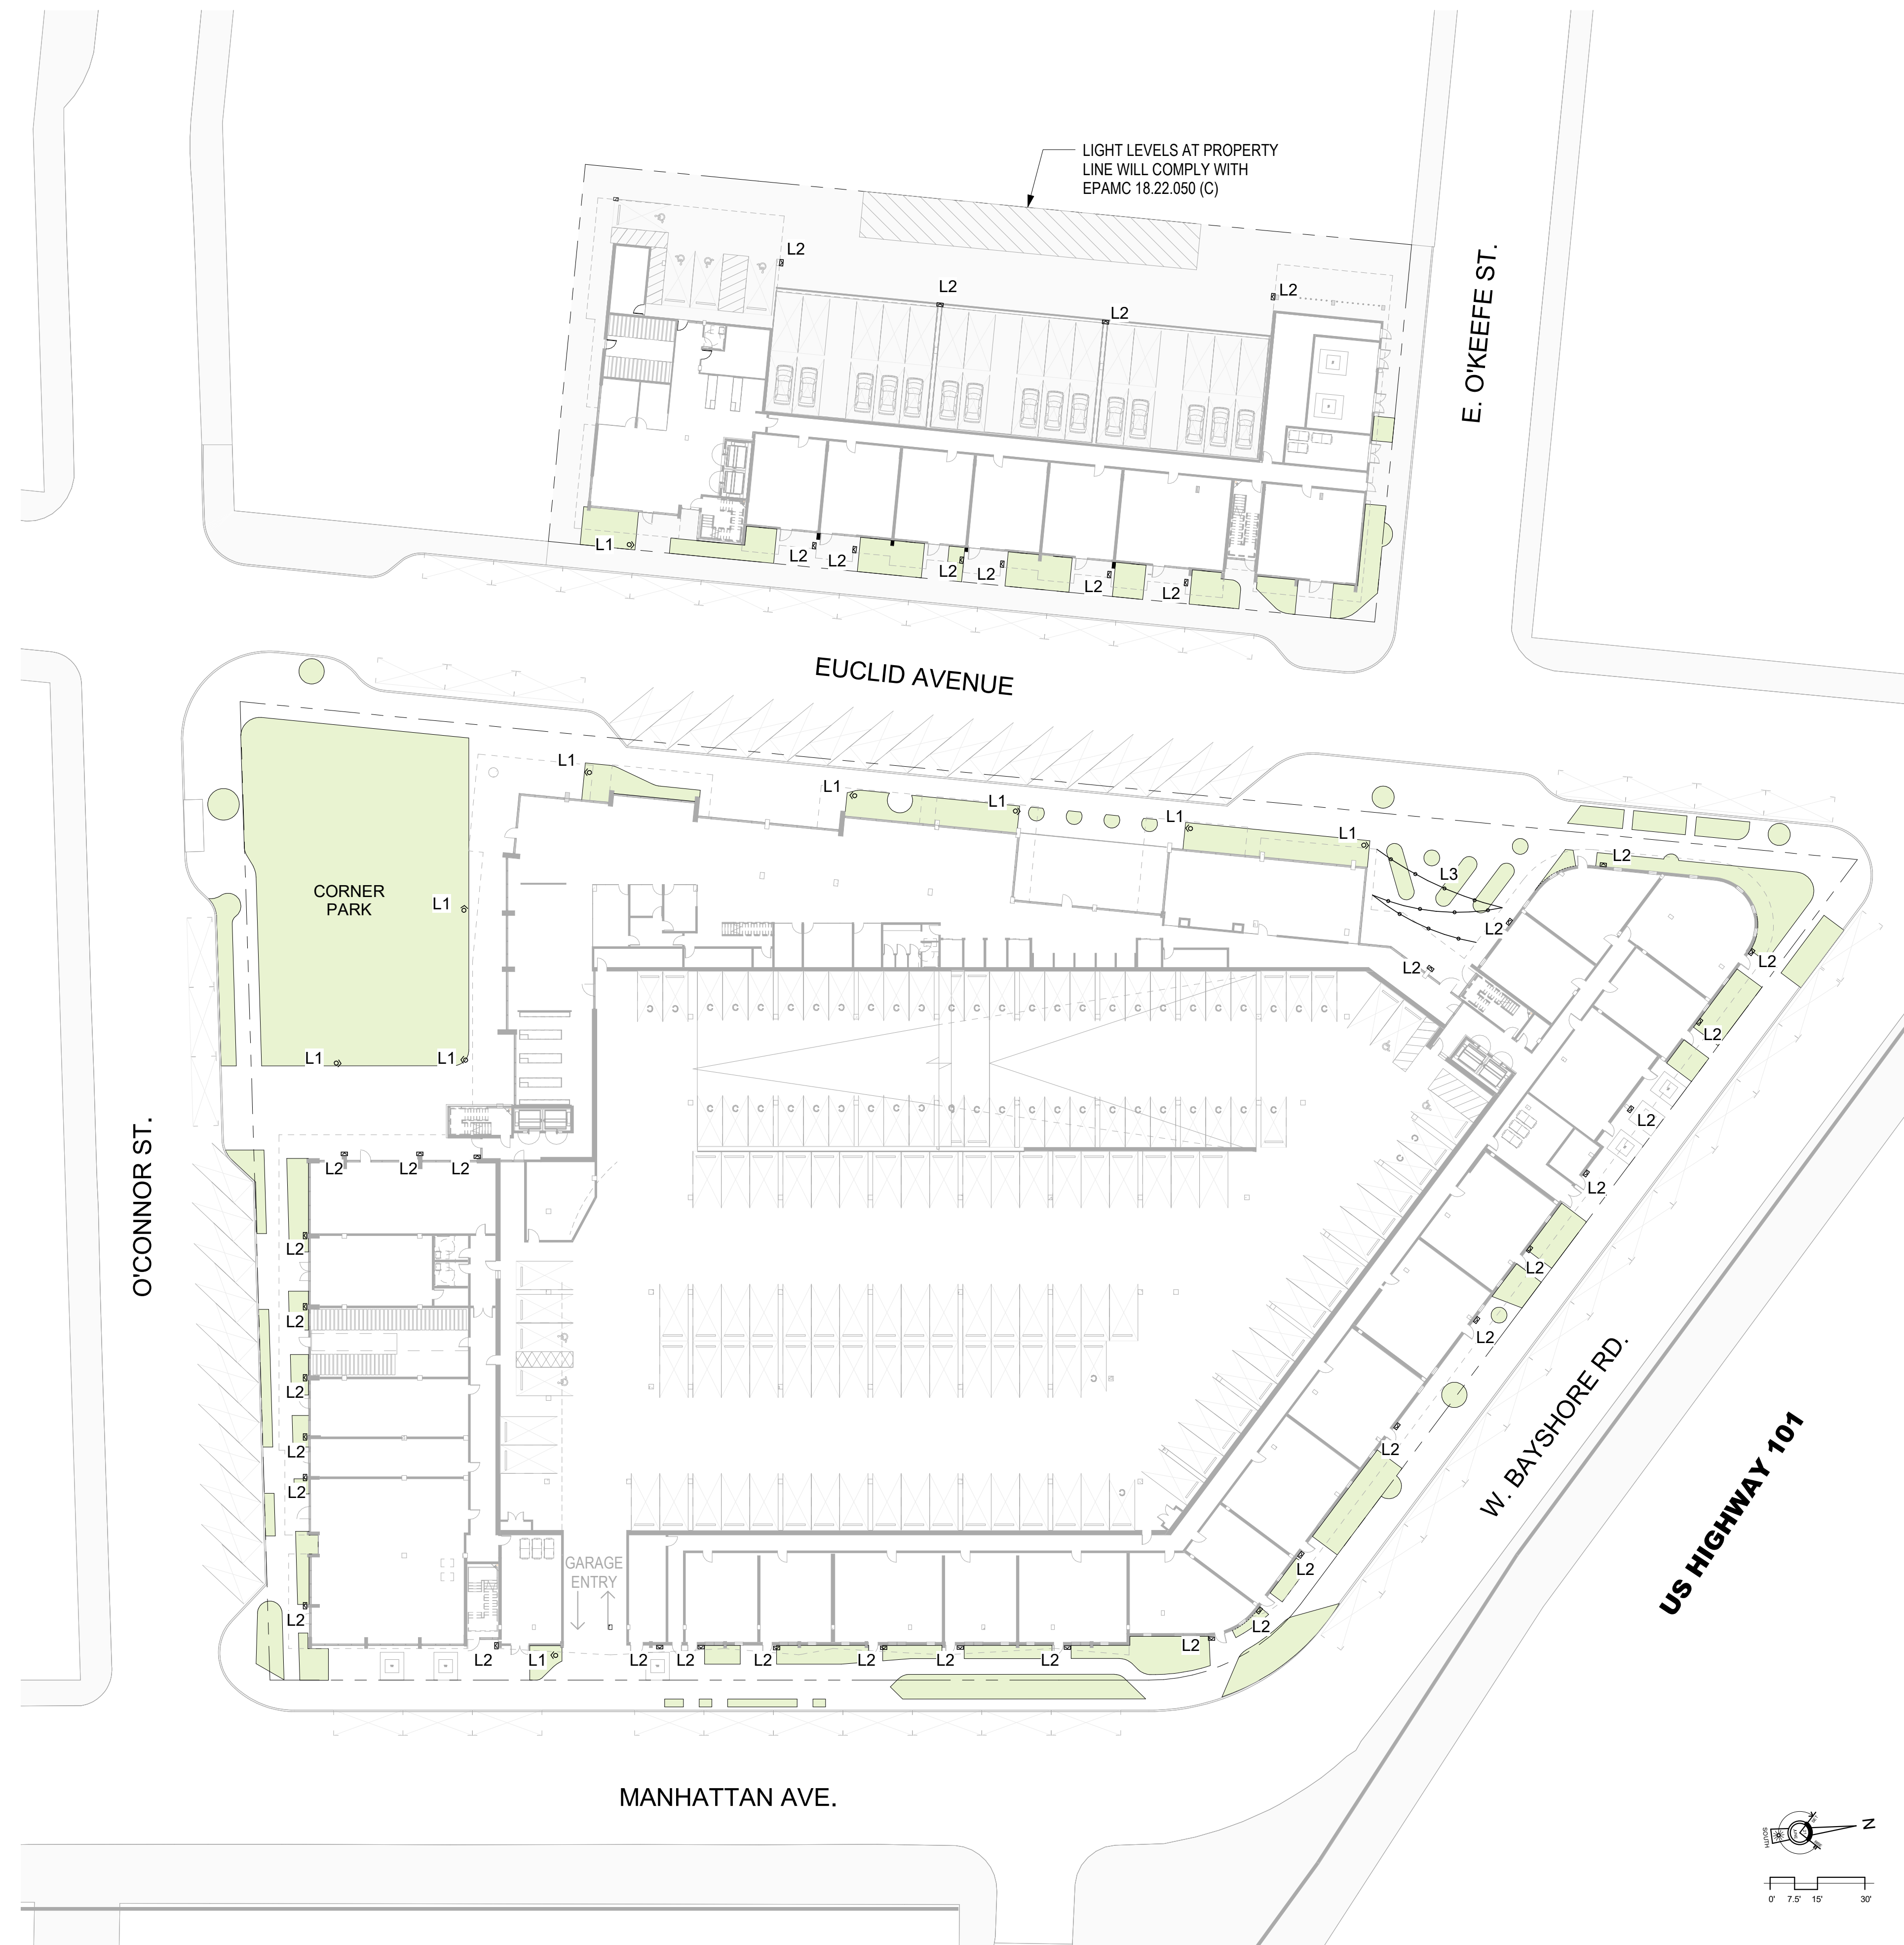 LIGHT LEVELS AT PROPERTY
LINE WILL COMPLY WITH
EPAMC 18.22.050 (C)
L2
L2
L2
L2
E. O'KEEFE ST.
L1
L2
L2
L2
L2
L2
L2
EUCLID AVENUE
L1
L1
L1
L1
L1
L2
L3
CORNER
PARK
L1
L2
L2
L2
L2
L1
L1
L2
O'CONNOR ST.
L2
L2
L2
L2
L2
L2
L2
L2
L2
W. BAYSHORE RD.
US HIGHWAY 101
L2
L2
L2
L2
GARAGE
ENTRY
L2
L2
L2
L2
L1
L2
L2
L2
L2
L2
L2
L2
MANHATTAN AVE.
N
SOUTH
0' 7.5' 15' 30'